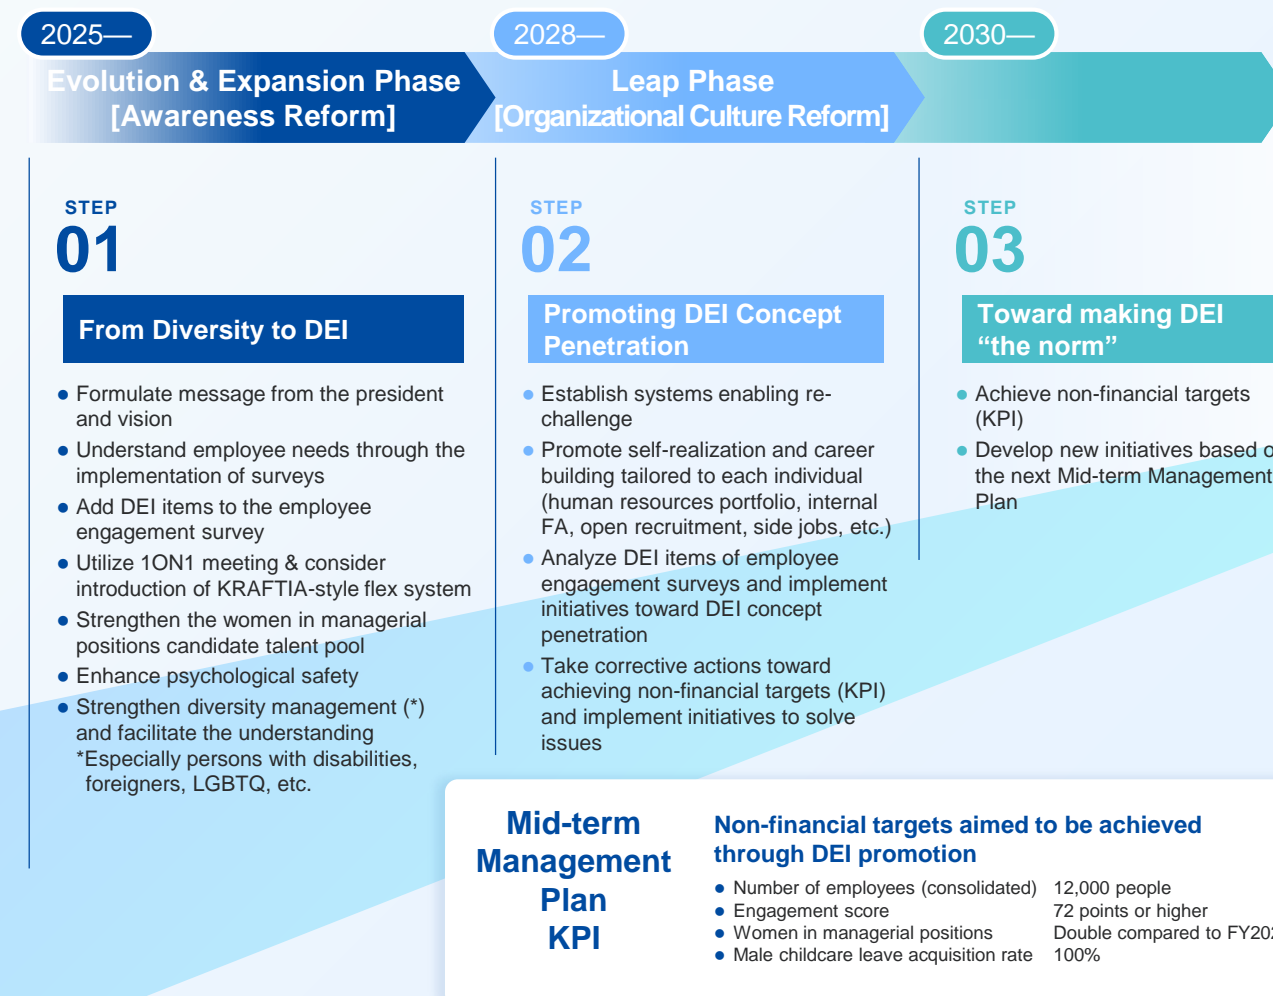 2025—
Evolution & Expansion Phase
[Awareness Reform]
2028—
Leap Phase
[Organizational Culture Reform]
2030—
STEP
01
From Diversity to DEI
● Formulate message from the president
and vision
● Understand employee needs through the
implementation of surveys
● Add DEI items to the employee
engagement survey
● Utilize 1ON1 meeting & consider
introduction of KRAFTIA-style flex system
● Strengthen the women in managerial
positions candidate talent pool
● Enhance psychological safety
● Strengthen diversity management (*)
and facilitate the understanding
*Especially persons with disabilities,
foreigners, LGBTQ, etc.
STEP
02
Promoting DEI Concept
Penetration
● Establish systems enabling re-
challenge
● Promote self-realization and career
building tailored to each individual
(human resources portfolio, internal
FA, open recruitment, side jobs, etc.)
● Analyze DEI items of employee
engagement surveys and implement
initiatives toward DEI concept
penetration
● Take corrective actions toward
achieving non-financial targets (KPI)
and implement initiatives to solve
issues
STEP
03
Toward making DEI
“the norm”
● Achieve non-financial targets
(KPI)
● Develop new initiatives based
the next Mid-term Management
Plan
Mid-term
Management
Plan
KPI
Non-financial targets aimed to be achieved
through DEI promotion
● Number of employees (consolidated) 12,000 people
● Engagement score 72 points or higher
● Women in managerial positions Double compared to
● Male childcare leave acquisition rate 100%